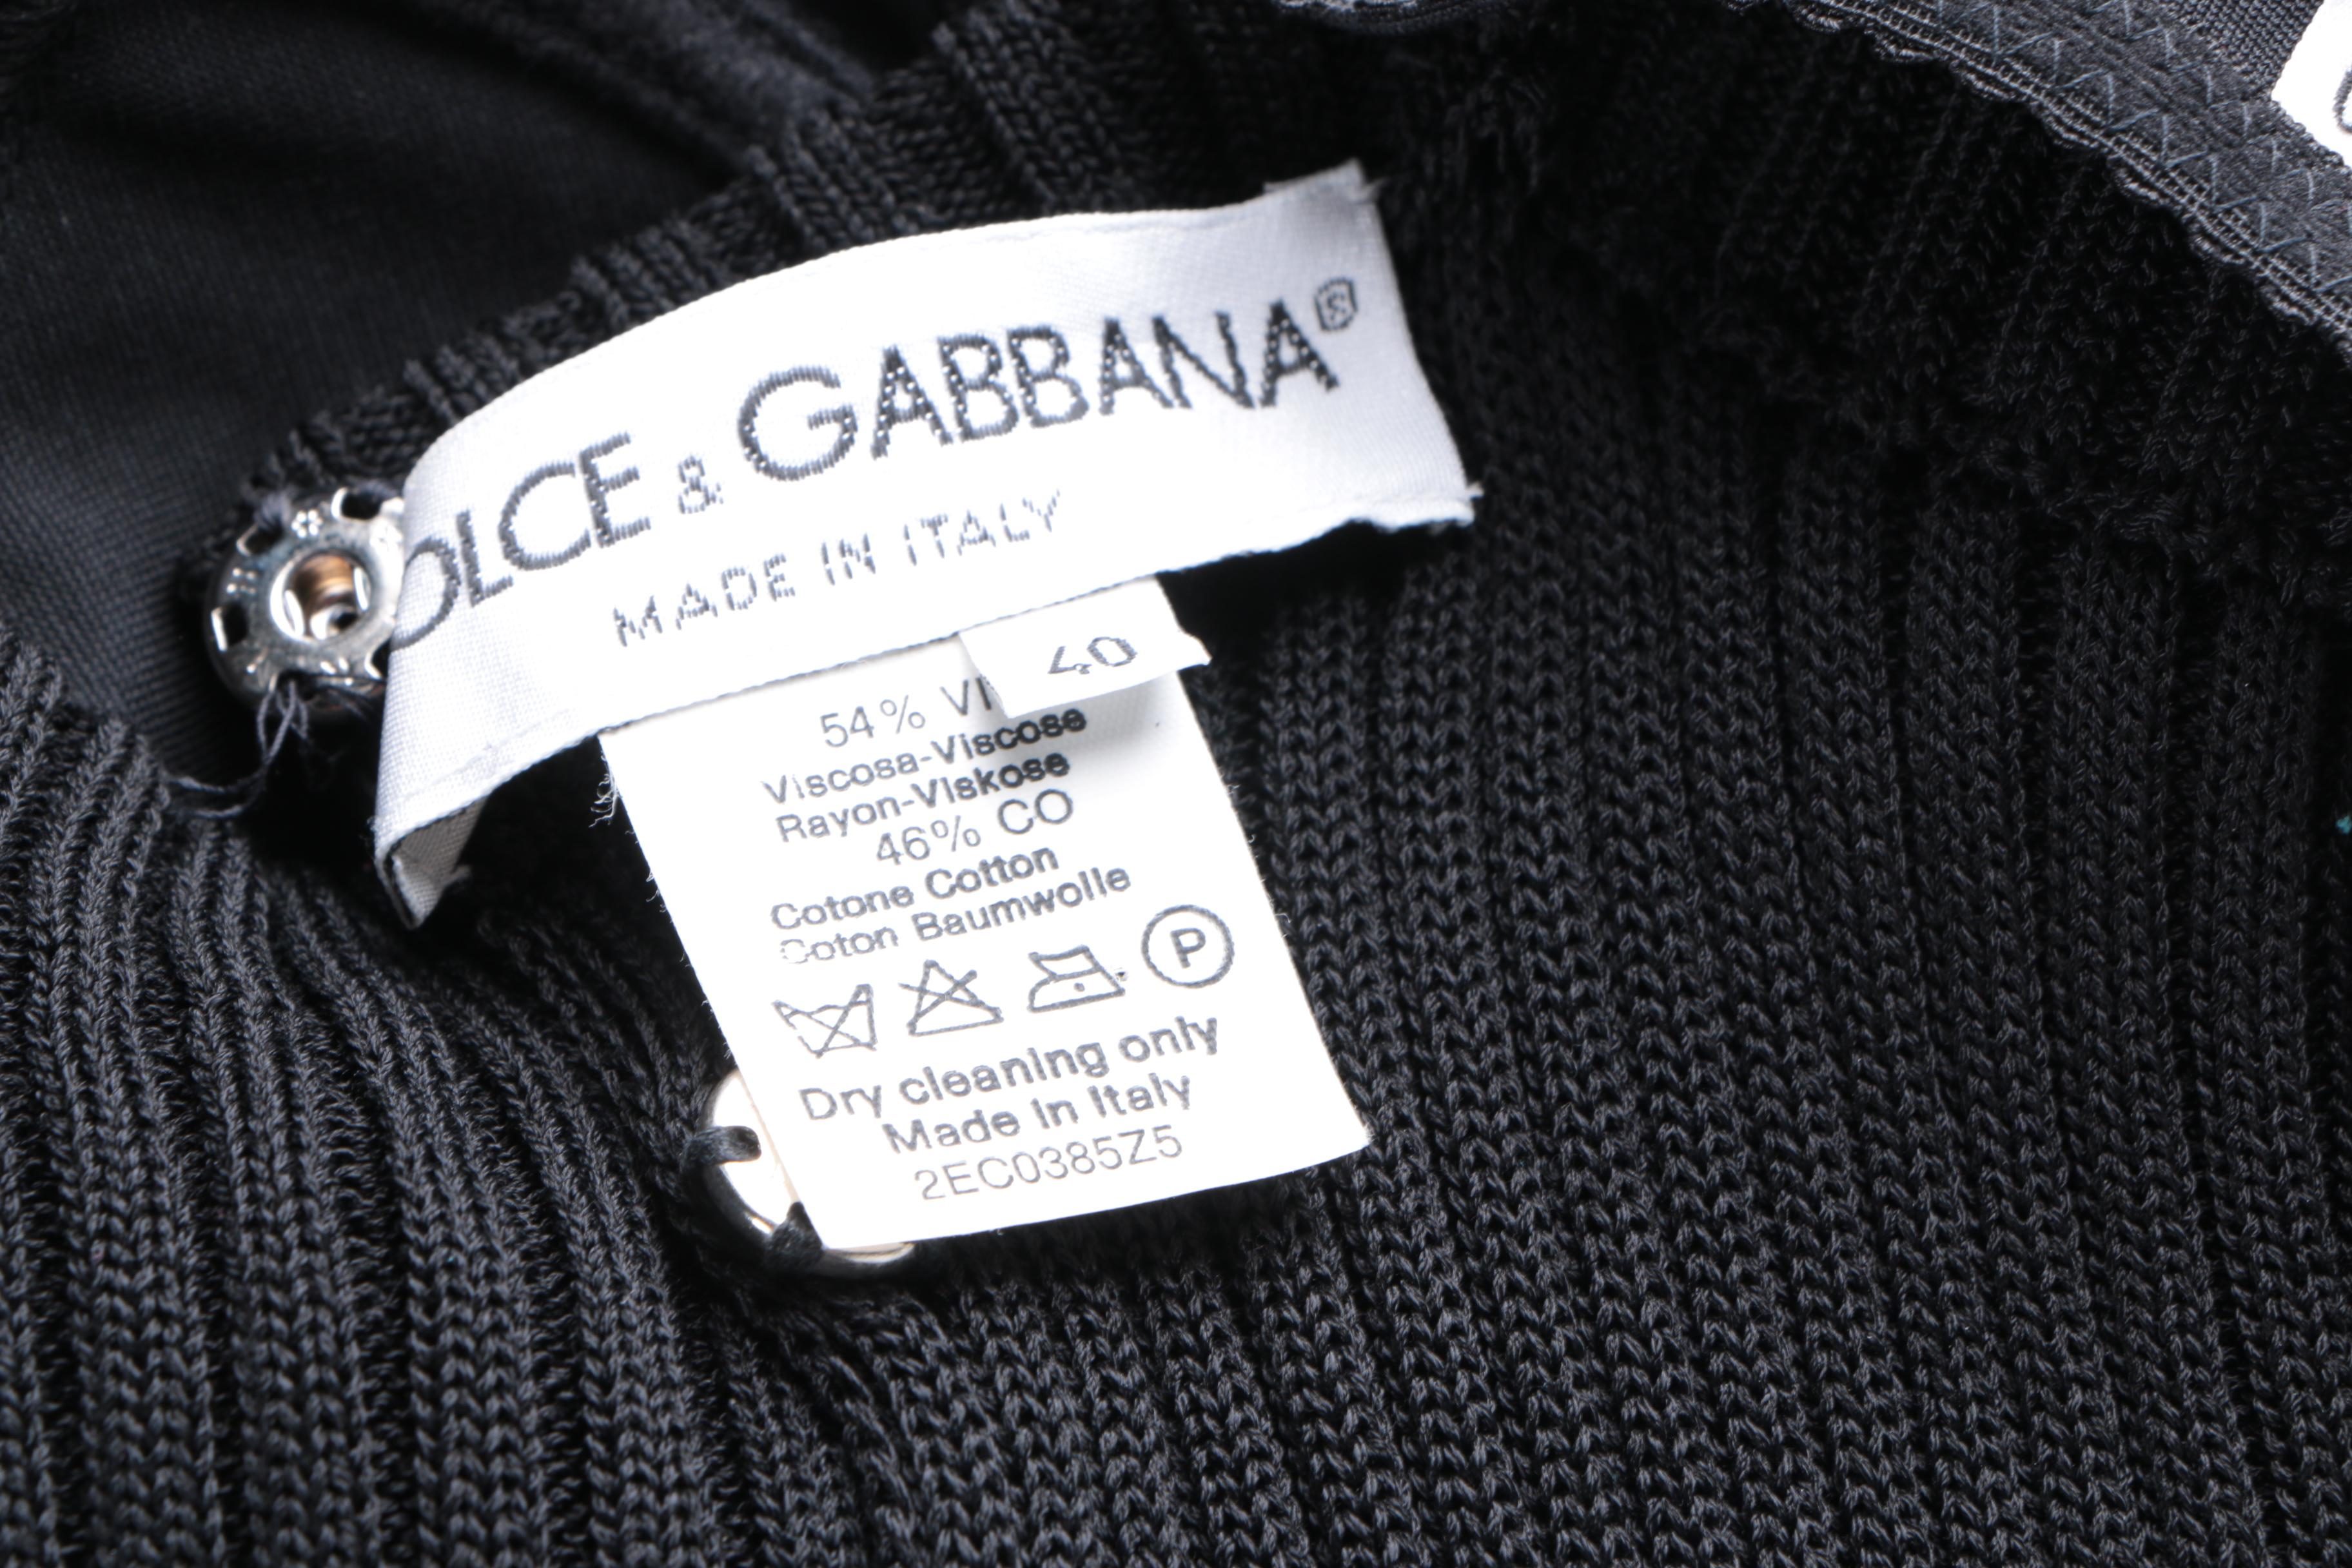 DOLCE & GABBANA®
MADE IN ITALY
40
54% VI
Viscosa-Viscose
Rayon-Viskose
46% CO
Cotone Cotton
Coton Baumwolle
P
Dry cleaning only
Made in Italy
2EC0385Z5